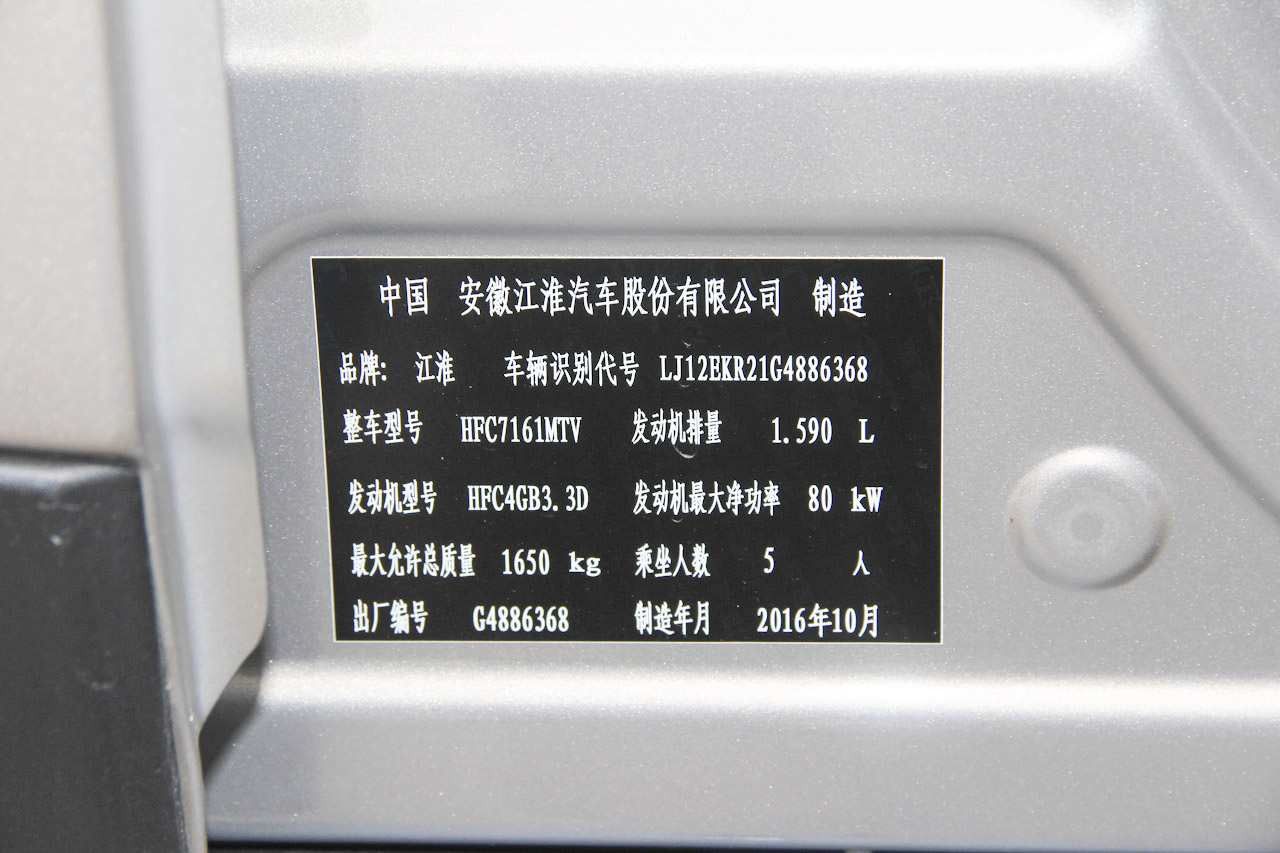 中国 安徽江淮汽车股份有限公司 制造
品牌: 江淮 车辆识别代号 LJ12EKR21G4886368
整车型号 HFC7161MTV 发动机排量 1.590 L
发动机型号 HFC4GB3.3D 发动机最大净功率 80 kW
最大允许总质量 1650 kg 乘坐人数 5 人
出厂编号 G4886368 制造年月 2016年10月